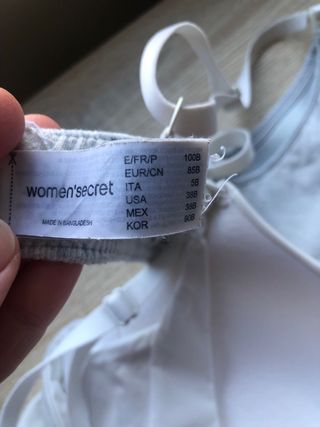 women'secret
MADE IN BANGLADESH
E/FR/P 100B
EUR/CN 85B
ITA 5B
USA 38B
MEX 38B
KOR 90B